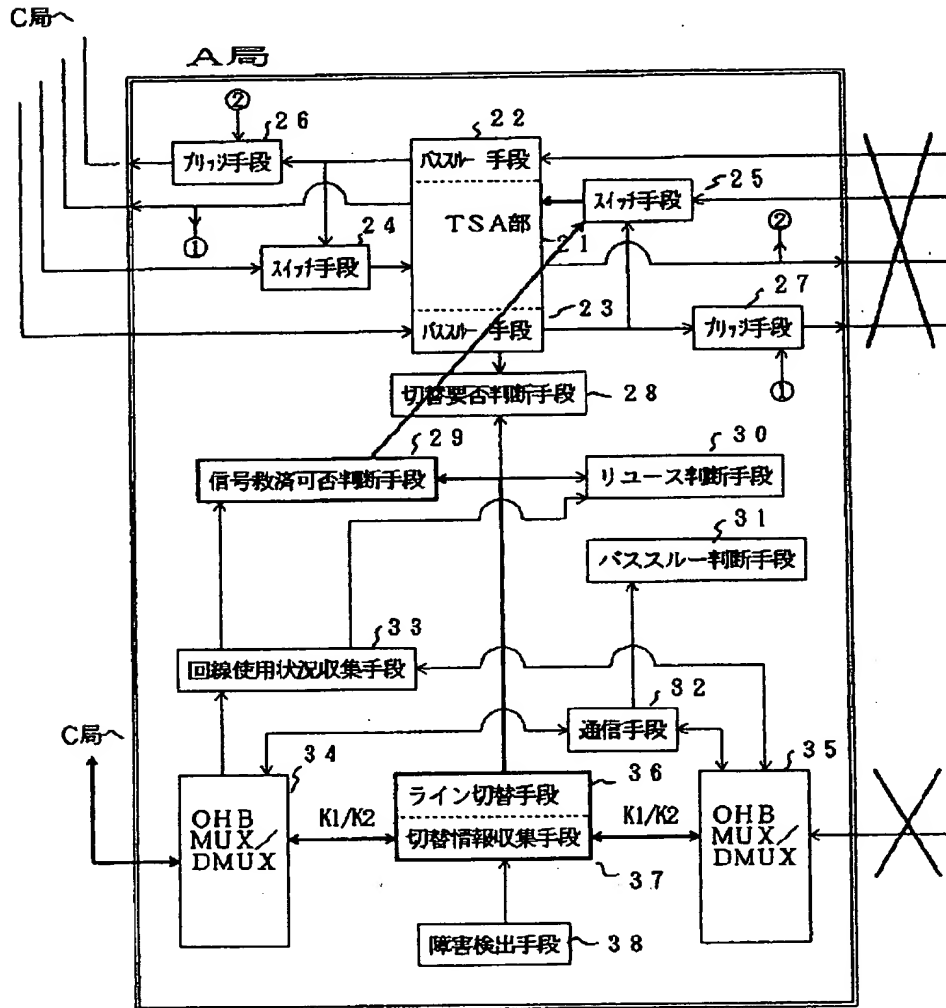 C局へ
A局
②
26
22
ブリッジ手段
パススルー 手段
25
スイッチ手段
24
TSA部
②
①
21
スイッチ手段
27
23
ブリッジ手段
パススルー 手段
切替要否判断手段
28
①
29
30
信号救済可否判断手段
リユース判断手段
31
パススルー判断手段
33
回線使用状況収集手段
32
C局へ
通信手段
34
35
36
OHB
MUX/
DMUX
K1/K2
ライン切替手段
切替情報収集手段
K1/K2
OHB
MUX/
DMUX
37
障害検出手段
38